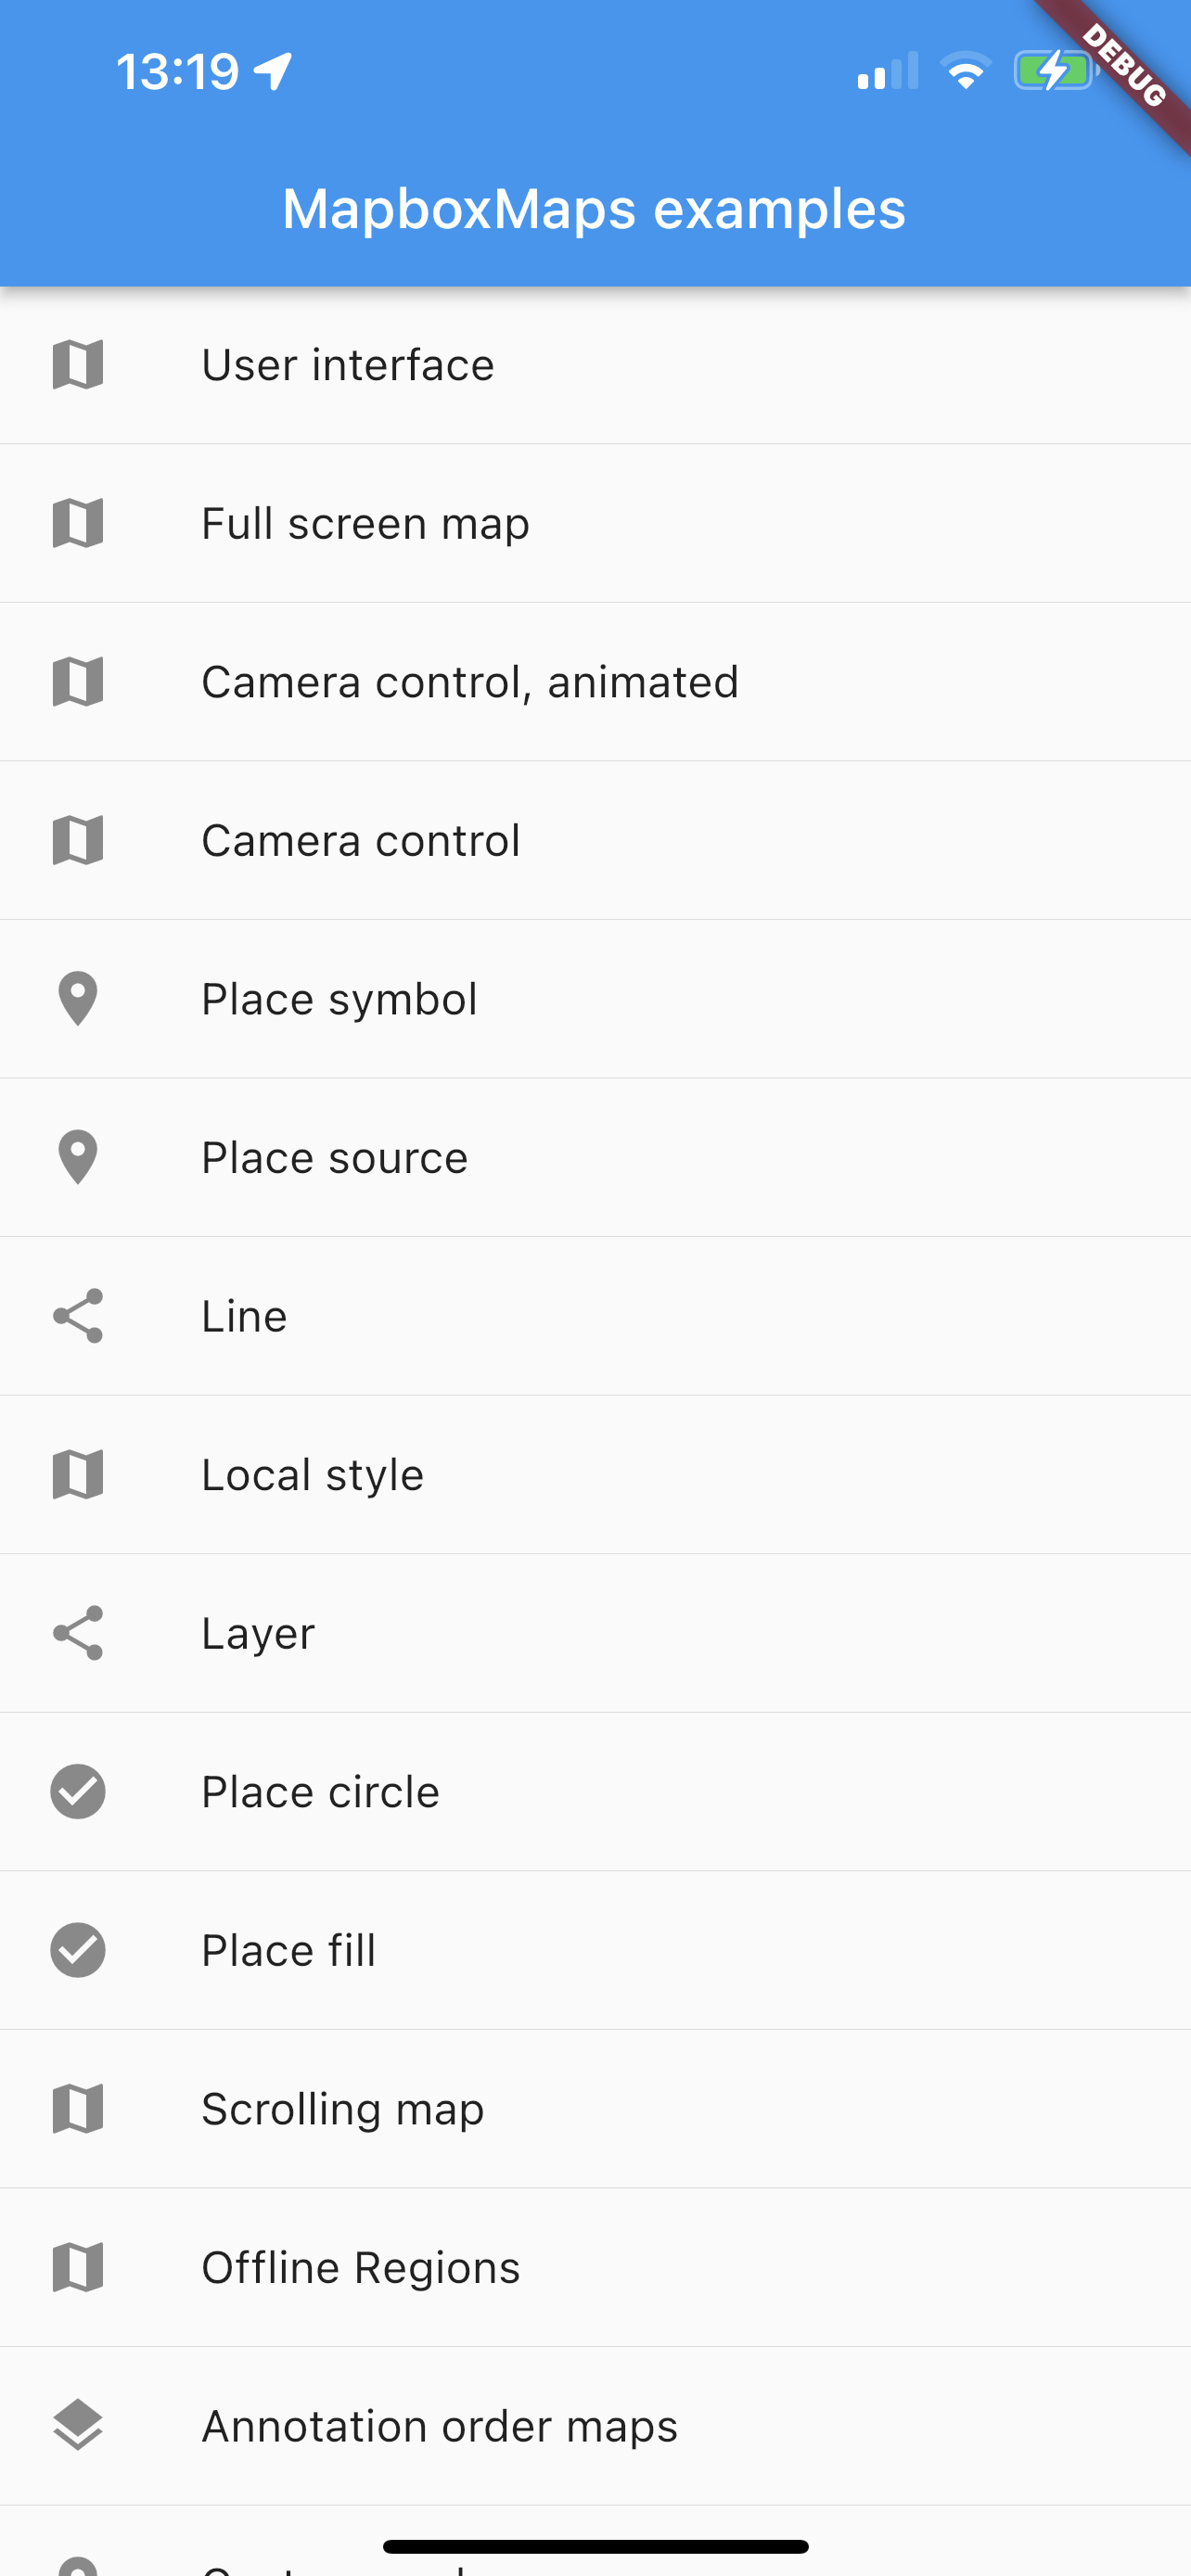 13:19
DEBUG
MapboxMaps examples
User interface
Full screen map
Camera control, animated
Camera control
Place symbol
Place source
Line
Local style
Layer
Place circle
Place fill
Scrolling map
Offline Regions
Annotation order maps